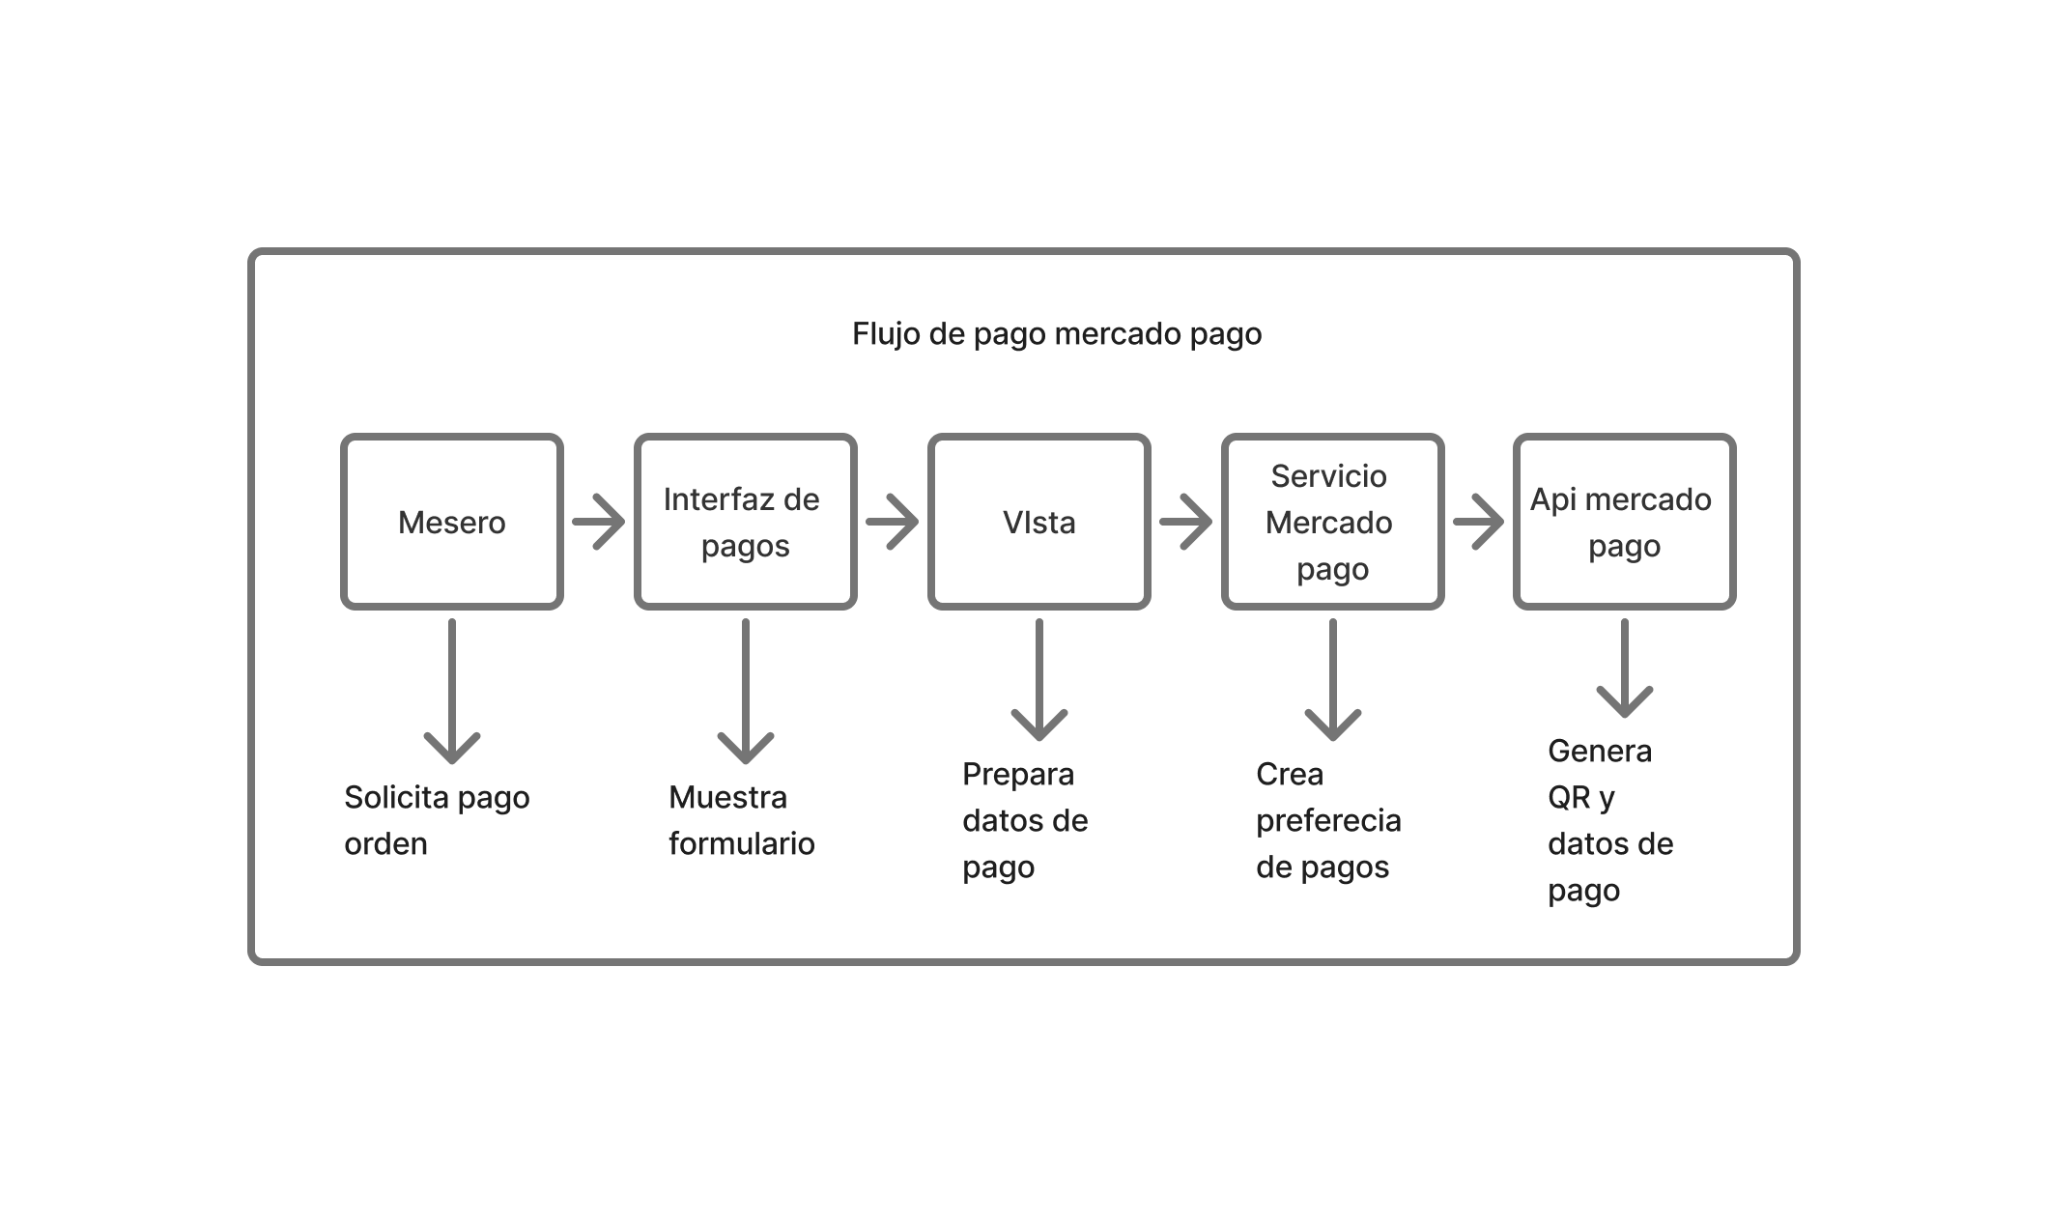 Flujo de pago mercado pago
Mesero
Interfaz de
pagos
VIsta
Servicio
Mercado
pago
Api mercado
pago
Solicita pago
orden
Muestra
formulario
Prepara
datos de
pago
Crea
preferecia
de pagos
Genera
QR y
datos de
pago